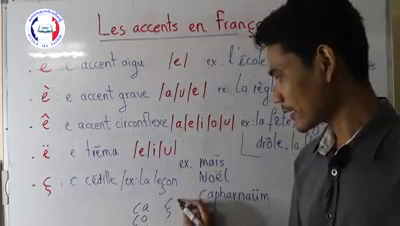 Les accents en franç
. e : e accent aigu /e/ ex: l'école
. è : e accent grave /a/u/e/ ex: la règ
. ê : e accent circonflexe /a/e/i/o/u/ ex: la fête
drôle, la
. ë : e tréma /e/i/u/ ex. maïs
Noël
capharnaüm
. ç : c cédille /ex: la leçon
ça ç
ço